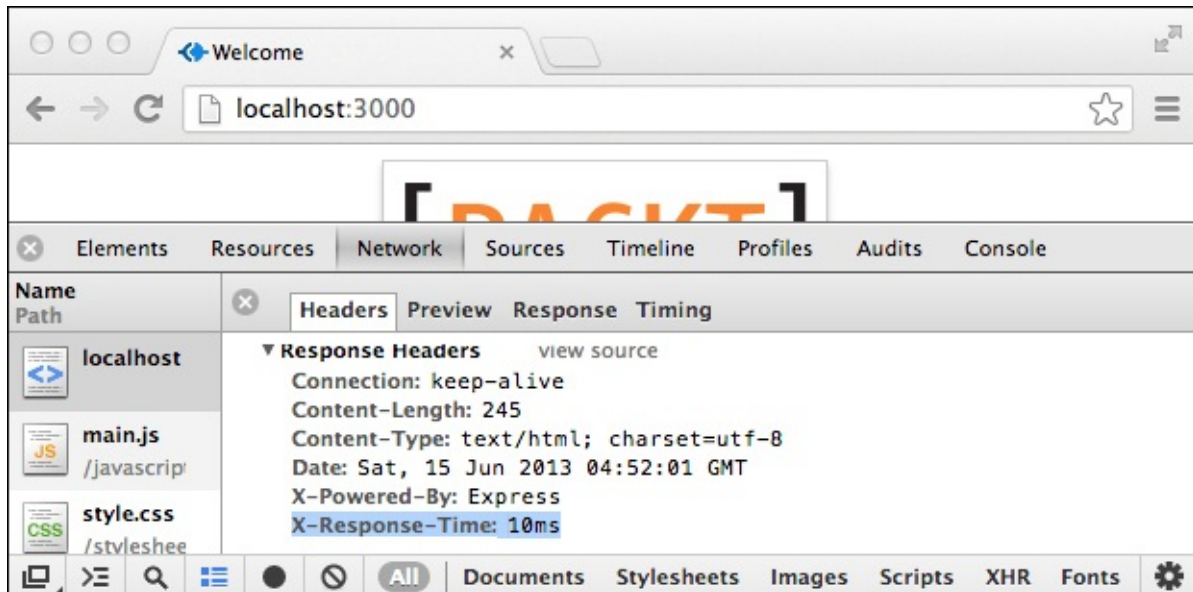 Welcome
localhost:3000
[PACKT]
Elements Resources Network Sources Timeline Profiles Audits Console
Name
Path
Headers Preview Response Timing
localhost
▼ Response Headers view source
Connection: keep-alive
Content-Length: 245
Content-Type: text/html; charset=utf-8
Date: Sat, 15 Jun 2013 04:52:01 GMT
X-Powered-By: Express
X-Response-Time: 10ms
main.js
/javascrip
style.css
/styleshee
All Documents Stylesheets Images Scripts XHR Fonts